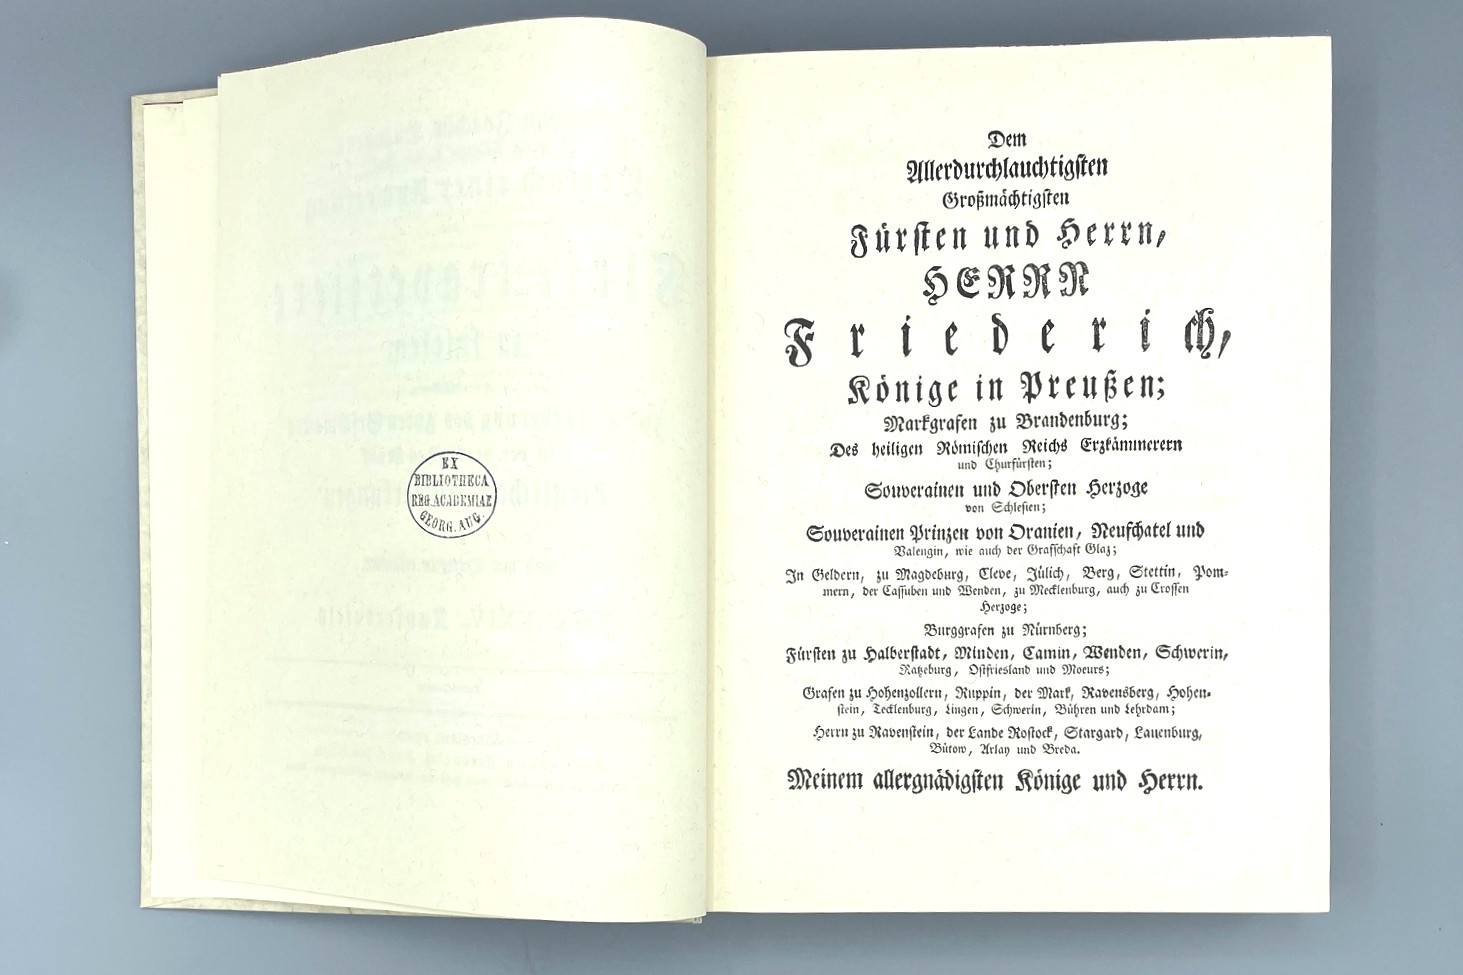 EX
BIBLIOTHECA
REG. ACADEMIAE
GEORG. AUG.
Dem
Allerdurchlauchtigsten
Großmächtigsten
Fürsten und Herrn,
HERRN
Friederich,
Könige in Preußen;
Markgrafen zu Brandenburg;
Des heiligen Römischen Reichs Erzkämmerern
und Churfürsten;
Souverainen und Obersten Herzoge
von Schlesien;
Souverainen Prinzen von Oranien, Neufchatel und
Valengin, wie auch der Grafschaft Glaz;
In Geldern, zu Magdeburg, Cleve, Jülich, Berg, Stettin, Pom-
mern, der Cassuben und Wenden, zu Mecklenburg, auch zu Crossen
Herzoge;
Burggrafen zu Nürnberg;
Fürsten zu Halberstadt, Minden, Camin, Wenden, Schwerin,
Ratzeburg, Ostfriesland und Moeurs;
Grafen zu Hohenzollern, Ruppin, der Mark, Ravensberg, Hohen-
stein, Tecklenburg, Lingen, Schwerin, Bühren und Lehrdam;
Herrn zu Ravenstein, der Lande Rostock, Stargard, Lauenburg,
Bütow, Arlay und Breda.
Meinem allergnädigsten Könige und Herrn.